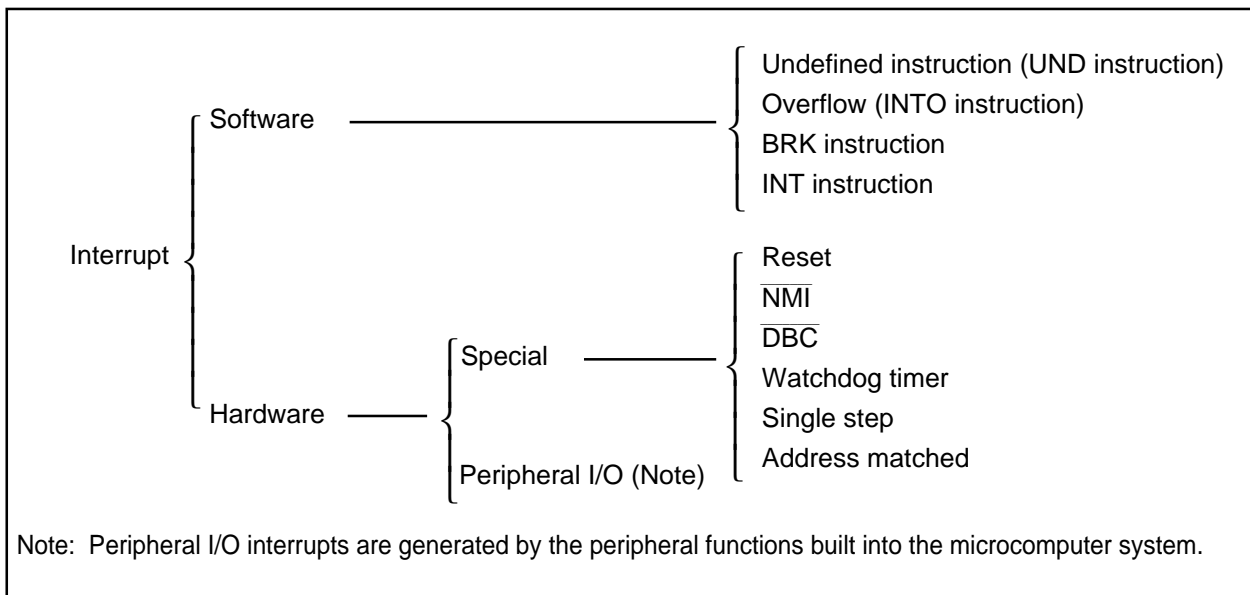 Undefined instruction (UND instruction)
Overflow (INTO instruction)
BRK instruction
INT instruction
Software
Interrupt
Reset
N̅M̅I̅
D̅B̅C̅
Watchdog timer
Single step
Address matched
Special
Hardware
Peripheral I/O (Note)
Note: Peripheral I/O interrupts are generated by the peripheral functions built into the microcomputer system.